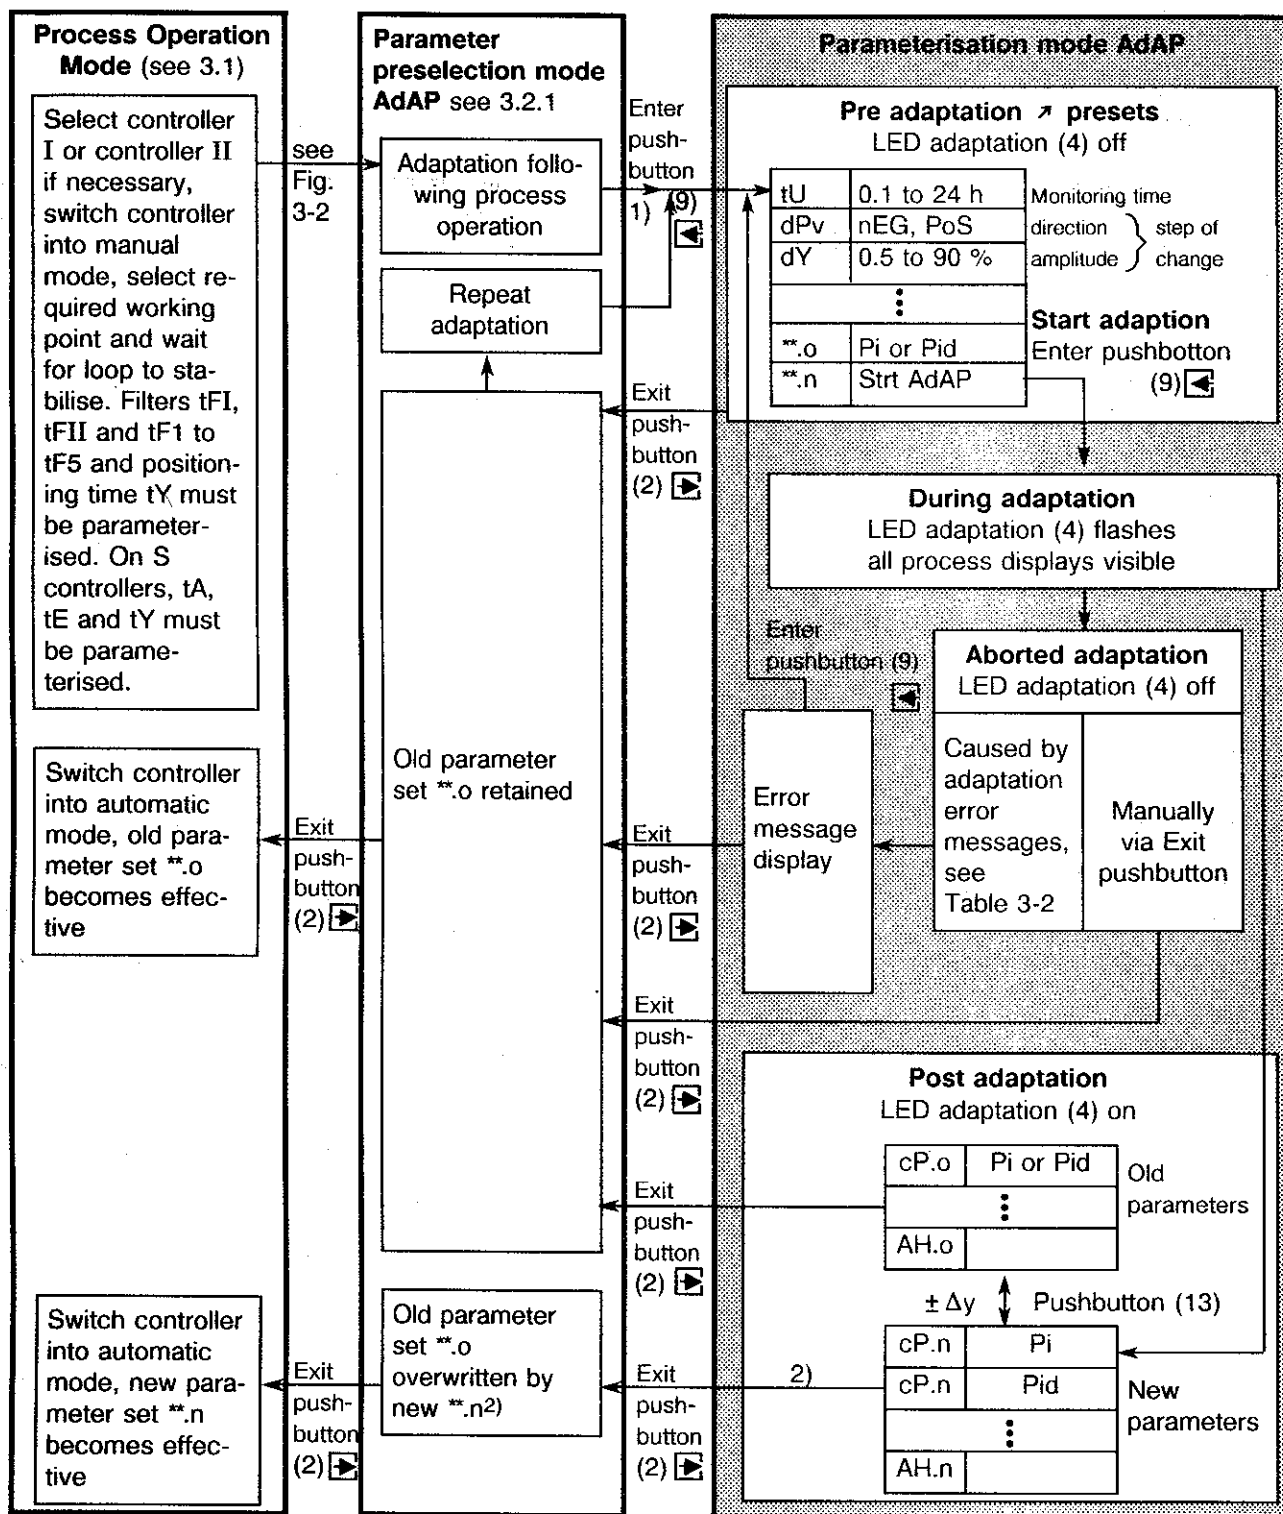 Process Operation
Mode (see 3.1)
Select controller
I or controller II
if necessary,
switch controller
into manual
mode, select re-
quired working
point and wait
for loop to sta-
bilise. Filters tFI,
tFII and tF1 to
tF5 and position-
ing time tY must
be parameter-
ised. On S
controllers, tA,
tE and tY must
be parame-
terised.
Switch controller
into automatic
mode, old para-
meter set **.o
becomes effec-
tive
Switch controller
into automatic
mode, new para-
meter set **.n
becomes effec-
tive
see
Fig.
3-2
Exit
push-
button
(2)
Exit
push-
button
(2)
Parameter
preselection mode
AdAP see 3.2.1
Adaptation follo-
wing process
operation
Repeat
adaptation
Old parameter
set **.o retained
Old parameter
set **.o
overwritten by
new **.n2)
Enter
push-
button
1) (9)
Exit
push-
button
(2)
Exit
push-
button
(2)
Exit
push-
button
(2)
Exit
push-
button
(2)
Exit
push-
button
(2)
Parameterisation mode AdAP
Pre adaptation ↗ presets
LED adaptation (4) off
tU 0.1 to 24 h Monitoring time
dPv nEG, PoS direction
dY 0.5 to 90 % amplitude
step of
change
**.o Pi or Pid
**.n Strt AdAP
Start adaption
Enter pushbotton
(9)
During adaptation
LED adaptation (4) flashes
all process displays visible
Enter
pushbutton (9)
Aborted adaptation
LED adaptation (4) off
Caused by
adaptation
error
messages,
see
Table 3-2
Manually
via Exit
pushbutton
Error
message
display
Post adaptation
LED adaptation (4) on
cP.o Pi or Pid
AH.o
Old
parameters
± Δy Pushbutton (13)
2)
cP.n Pi
cP.n Pid
AH.n
New
parameters